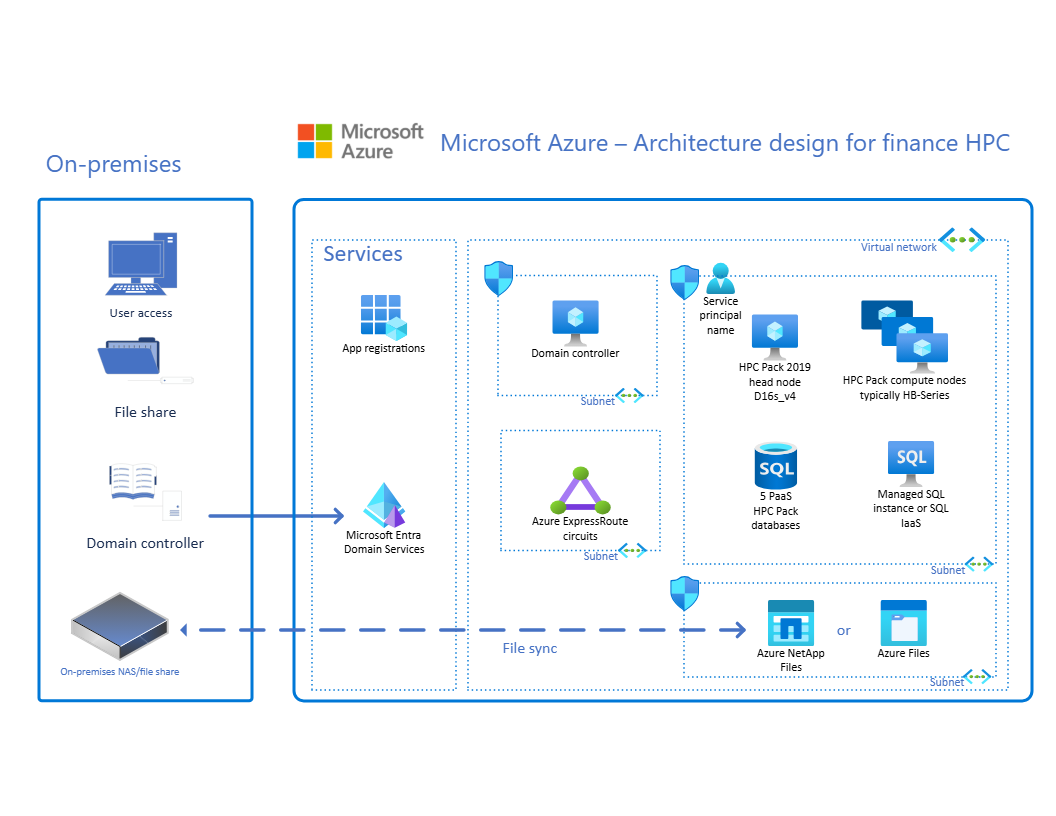 Microsoft
Azure
Microsoft Azure – Architecture design for finance HPC
On-premises
User access
File share
Domain controller
On-premises NAS/file share
Services
App registrations
Microsoft Entra
Domain Services
Virtual network
Domain controller
Subnet
Azure ExpressRoute
circuits
Subnet
Service
principal
name
HPC Pack 2019
head node
D16s_v4
HPC Pack compute nodes
typically HB-Series
SQL
5 PaaS
HPC Pack
databases
SQL
Managed SQL
instance or SQL
IaaS
Subnet
File sync
Azure NetApp
Files
or
Azure Files
Subnet